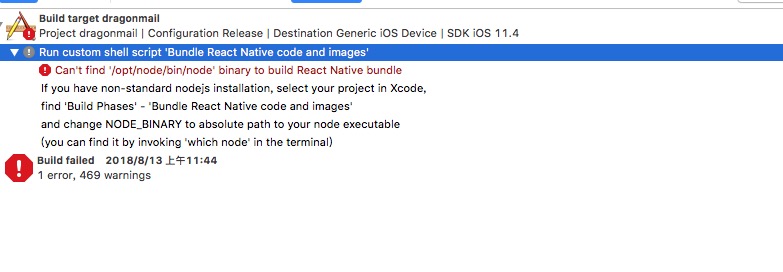 Build target dragonmail
Project dragonmail | Configuration Release | Destination Generic iOS Device | SDK iOS 11.4
Run custom shell script 'Bundle React Native code and images'
Can't find '/opt/node/bin/node' binary to build React Native bundle
If you have non-standard nodejs installation, select your project in Xcode,
find 'Build Phases' - 'Bundle React Native code and images'
and change NODE_BINARY to absolute path to your node executable
(you can find it by invoking 'which node' in the terminal)
Build failed 2018/8/13 上午11:44
1 error, 469 warnings